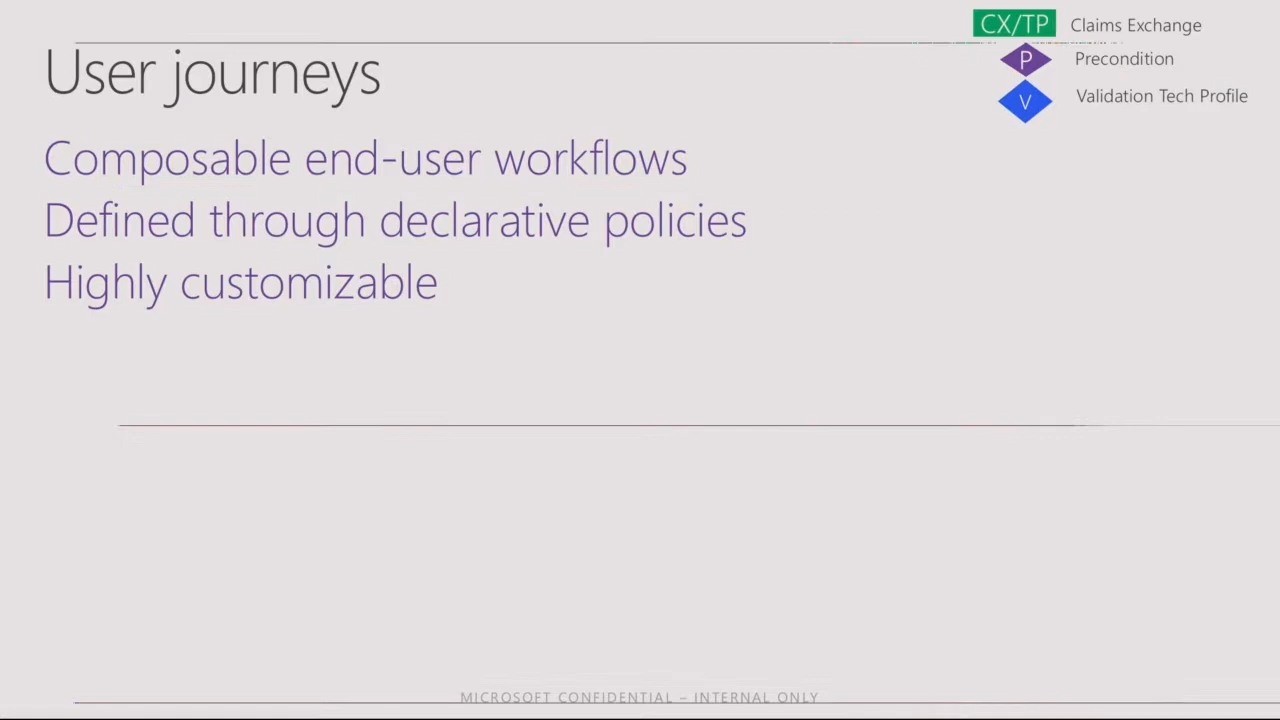 CX/TP Claims Exchange
P Precondition
V Validation Tech Profile
User journeys
Composable end-user workflows
Defined through declarative policies
Highly customizable
MICROSOFT CONFIDENTIAL – INTERNAL ONLY